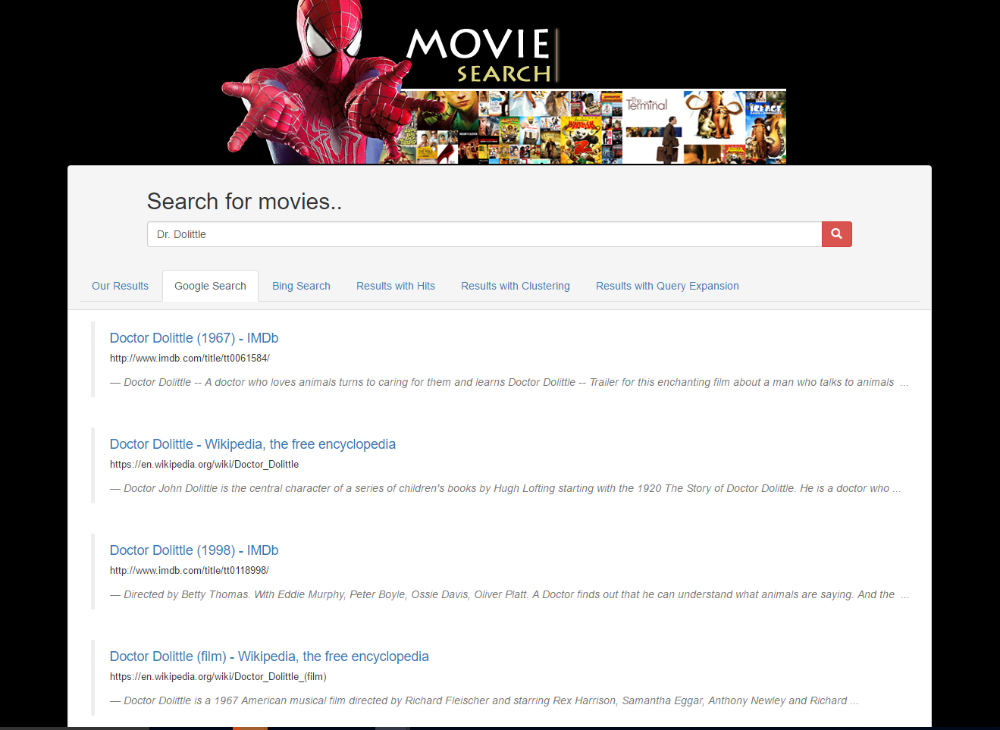 MOVIE
SEARCH
The
Terminal
ICE AGE
2
Search for movies..
Dr. Dolittle
Our Results
Google Search
Bing Search
Results with Hits
Results with Clustering
Results with Query Expansion
Doctor Dolittle (1967) - IMDb
http://www.imdb.com/title/tt0061584/
— Doctor Dolittle -- A doctor who loves animals turns to caring for them and learns Doctor Dolittle -- Trailer for this enchanting film about a man who talks to animals ...
Doctor Dolittle - Wikipedia, the free encyclopedia
https://en.wikipedia.org/wiki/Doctor_Dolittle
— Doctor John Dolittle is the central character of a series of children's books by Hugh Lofting starting with the 1920 The Story of Doctor Dolittle. He is a doctor who ...
Doctor Dolittle (1998) - IMDb
http://www.imdb.com/title/tt0118998/
— Directed by Betty Thomas. With Eddie Murphy, Peter Boyle, Ossie Davis, Oliver Platt. A Doctor finds out that he can understand what animals are saying. And the ...
Doctor Dolittle (film) - Wikipedia, the free encyclopedia
https://en.wikipedia.org/wiki/Doctor_Dolittle_(film)
— Doctor Dolittle is a 1967 American musical film directed by Richard Fleischer and starring Rex Harrison, Samantha Eggar, Anthony Newley and Richard ...